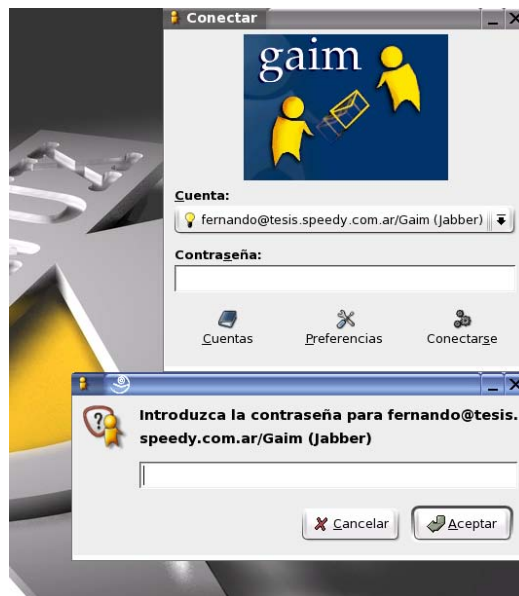 Conectar
gaim
Cuenta:
fernando@tesis.speedy.com.ar/Gaim (Jabber)
Contraseña:
Cuentas Preferencias Conectarse
Introduzca la contraseña para fernando@tesis.
speedy.com.ar/Gaim (Jabber)
Cancelar Aceptar